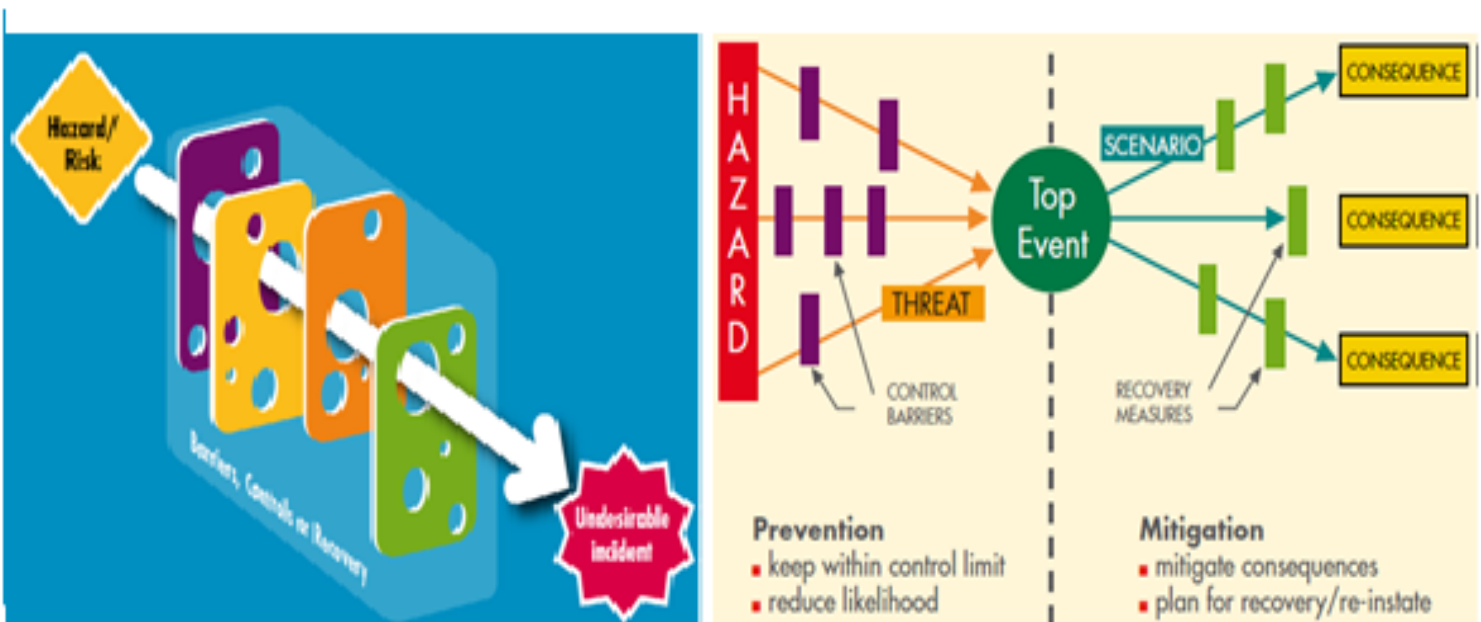 Hazard/
Risk
Barriers, Controls or Recovery
Undesirable
incident
HAZARD
THREAT
CONTROL
BARRIERS
Top
Event
SCENARIO
RECOVERY
MEASURES
CONSEQUENCE
CONSEQUENCE
CONSEQUENCE
Prevention
▪ keep within control limit
▪ reduce likelihood
Mitigation
▪ mitigate consequences
▪ plan for recovery/re-instate